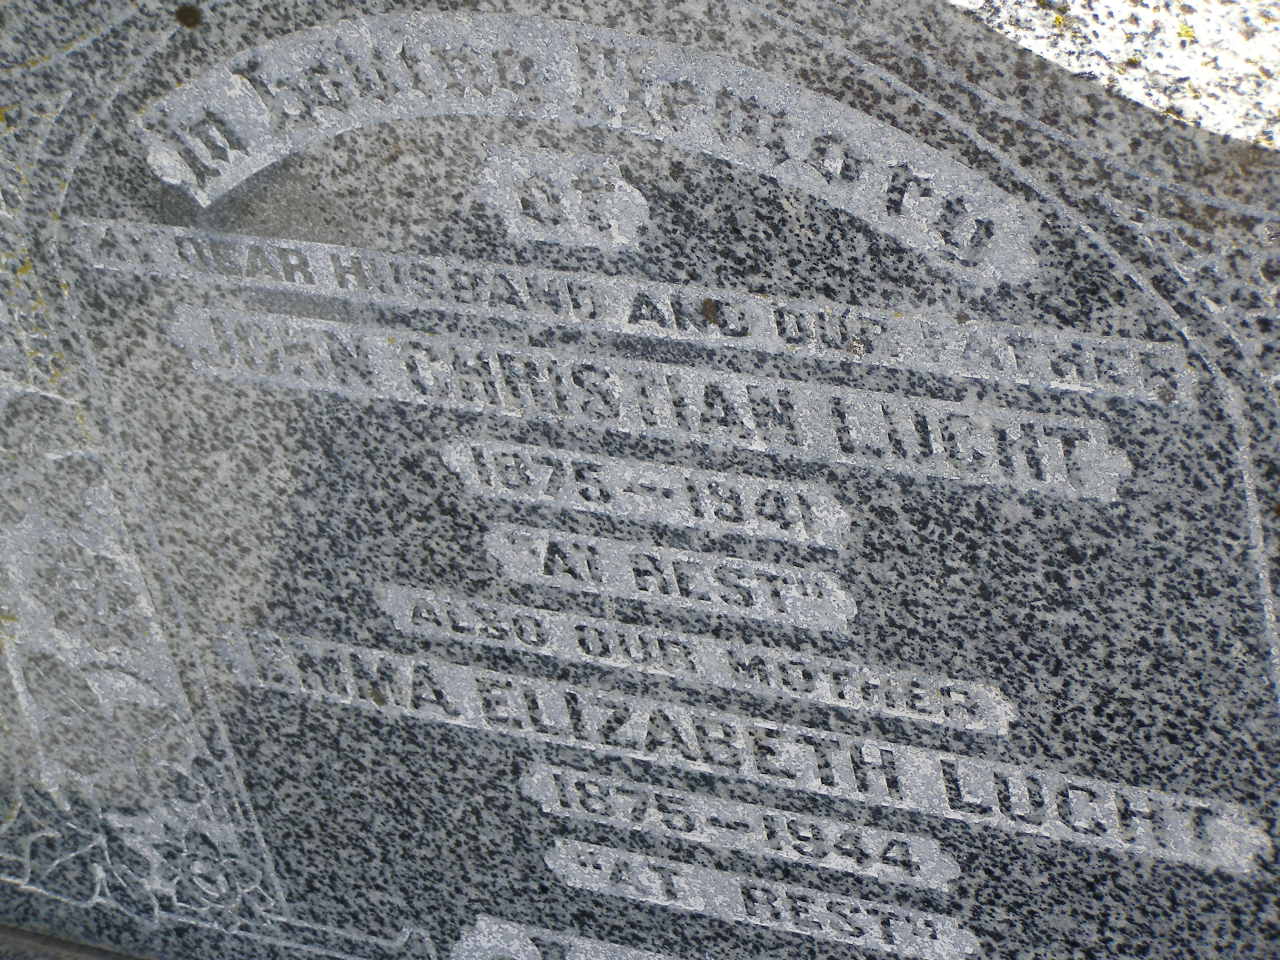 IN LOVING MEMORY
OF
MY DEAR HUSBAND AND OUR FATHER
JOHN CHRISTIAN LUCHT
1875-1941
"AT REST"
ALSO OUR MOTHER
ANNA ELIZABETH LUCHT
1875-1944
"AT REST"